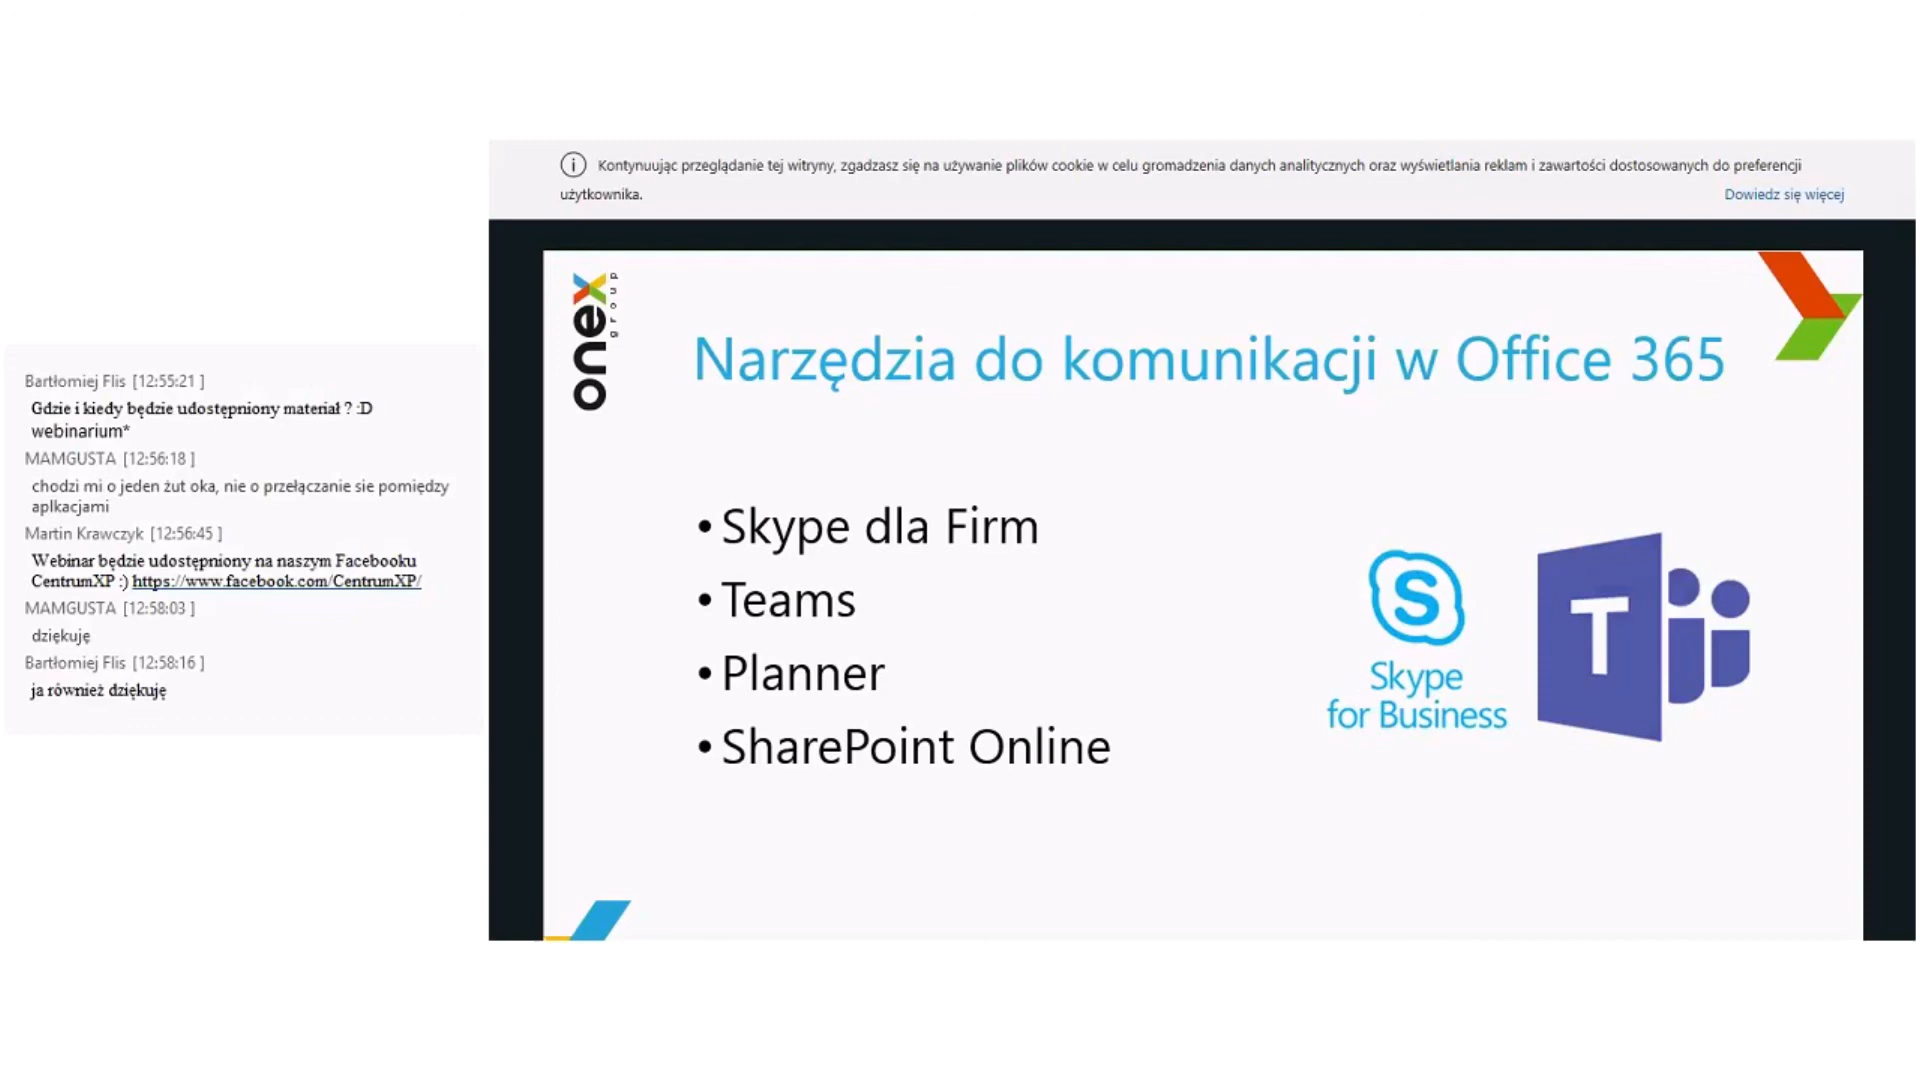 Kontynuując przeglądanie tej witryny, zgadzasz się na używanie plików cookie w celu gromadzenia danych analitycznych oraz wyświetlania reklam i zawartości dostosowanych do preferencji
użytkownika.
Dowiedz się więcej
Bartłomiej Flis [12:55:21 ]
Gdzie i kiedy będzie udostępniony materiał ? :D
webinarium*
MAMGUSTA [12:56:18 ]
chodzi mi o jeden żut oka, nie o przełączanie sie pomiędzy
aplkacjami
Martin Krawczyk [12:56:45 ]
Webinar będzie udostępniony na naszym Facebooku
CentrumXP :) https://www.facebook.com/CentrumXP/
MAMGUSTA [12:58:03 ]
dziękuję
Bartłomiej Flis [12:58:16 ]
ja również dziękuję
onex
group
Narzędzia do komunikacji w Office 365
• Skype dla Firm
• Teams
• Planner
• SharePoint Online
S
Skype
for Business
T